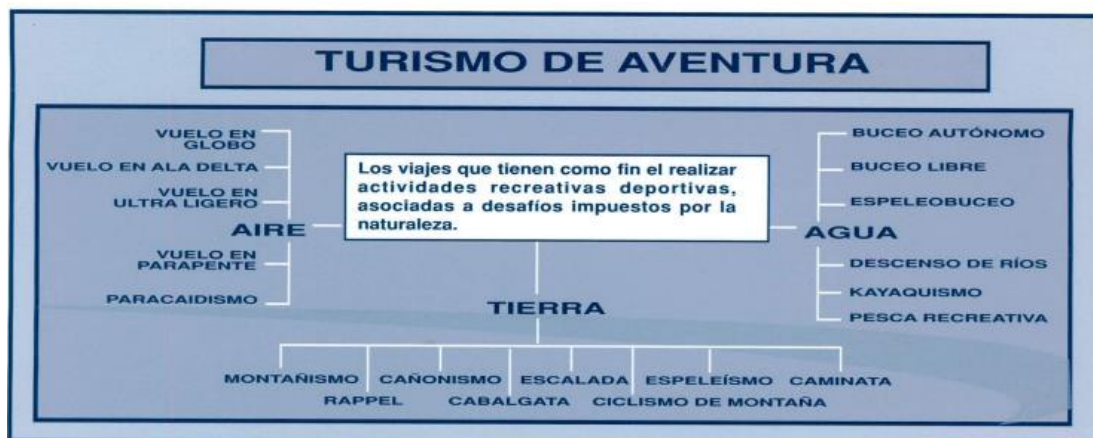 TURISMO DE AVENTURA
VUELO EN
GLOBO
VUELO EN ALA DELTA
VUELO EN
ULTRA LIGERO
AIRE
VUELO EN
PARAPENTE
PARACAIDISMO
Los viajes que tienen como fin el realizar
actividades recreativas deportivas,
asociadas a desafíos impuestos por la
naturaleza.
BUCEO AUTÓNOMO
BUCEO LIBRE
ESPELEOBUCEO
AGUA
DESCENSO DE RÍOS
KAYAQUISMO
PESCA RECREATIVA
TIERRA
MONTAÑISMO CAÑONISMO ESCALADA ESPELEÍSMO CAMINATA
RAPPEL CABALGATA CICLISMO DE MONTAÑA